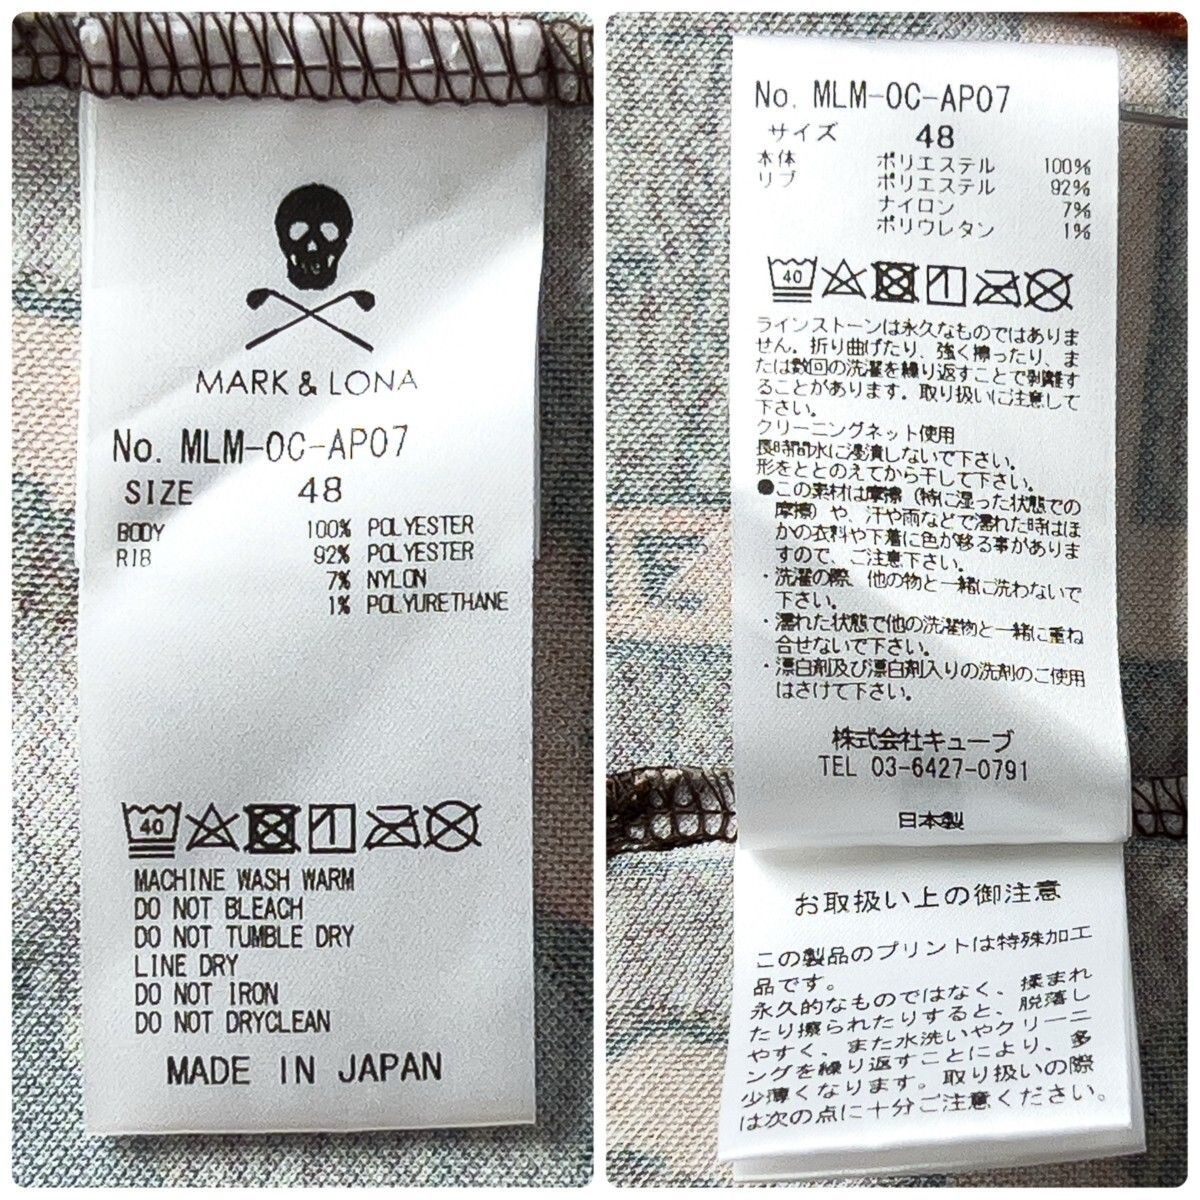 MARK & LONA
No. MLM-OC-AP07
SIZE 48
BODY 100% POLYESTER
RIB 92% POLYESTER
7% NYLON
1% POLYURETHANE
40
MACHINE WASH WARM
DO NOT BLEACH
DO NOT TUMBLE DRY
LINE DRY
DO NOT IRON
DO NOT DRYCLEAN
MADE IN JAPAN
No. MLM-OC-AP07
サイズ 48
本体 ポリエステル 100%
リブ ポリエステル 92%
ナイロン 7%
ポリウレタン 1%
40
ラインストーンは永久なものではありま
せん。折り曲げたり、強く擦ったり、ま
たは数回の洗濯を繰り返すことで剥離す
ることがあります。取り扱いに注意して
下さい。
クリーニングネット使用
長時間水に浸漬しないで下さい。
形をととのえてから干して下さい。
●この素材は摩擦（特に湿った状態での
摩擦）や、汗や雨などで濡れた時はほ
かの衣料や下着に色が移る事がありま
すので、ご注意下さい。
・洗濯の際、他の物と一緒に洗わないで
下さい。
・濡れた状態で他の洗濯物と一緒に重ね
合せないで下さい。
・漂白剤及び漂白剤入りの洗剤のご使用
はさけて下さい。
株式会社キューブ
TEL 03-6427-0791
日本製
お取扱い上の御注意
この製品のプリントは特殊加工
品です。
永久的なものではなく、揉まれ
たり擦られたりすると、脱落し
やすく、また水洗いやクリーニ
ングを繰り返すことにより、多
少薄くなります。取り扱いの際
は次の点に十分ご注意ください。